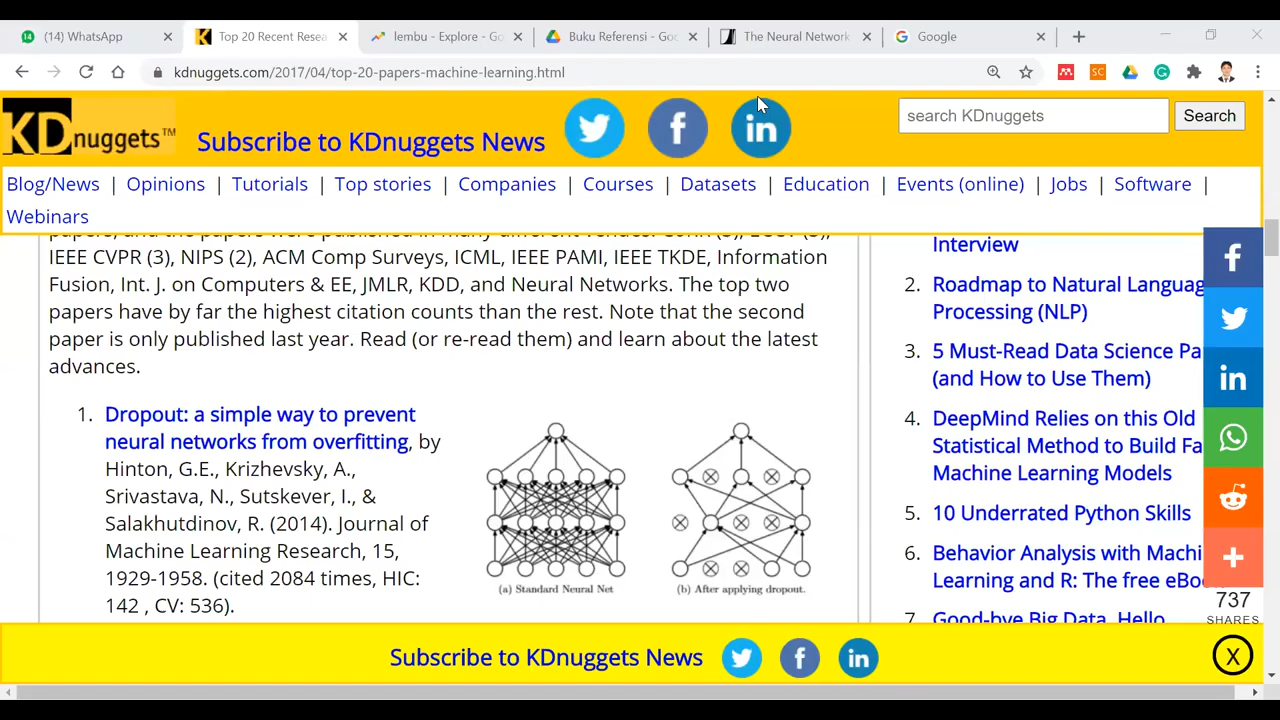 (14) WhatsApp
Top 20 Recent Resea
lembu - Explore - Go
Buku Referensi - Goo
The Neural Network
Google
kdnuggets.com/2017/04/top-20-papers-machine-learning.html
KDnuggets™
Subscribe to KDnuggets News
search KDnuggets
Search
Blog/News | Opinions | Tutorials | Top stories | Companies | Courses | Datasets | Education | Events (online) | Jobs | Software |
Webinars
IEEE CVPR (3), NIPS (2), ACM Comp Surveys, ICML, IEEE PAMI, IEEE TKDE, Information
Fusion, Int. J. on Computers & EE, JMLR, KDD, and Neural Networks. The top two
papers have by far the highest citation counts than the rest. Note that the second
paper is only published last year. Read (or re-read them) and learn about the latest
advances.
1. Dropout: a simple way to prevent
neural networks from overfitting, by
Hinton, G.E., Krizhevsky, A.,
Srivastava, N., Sutskever, I., &
Salakhutdinov, R. (2014). Journal of
Machine Learning Research, 15,
1929-1958. (cited 2084 times, HIC:
142 , CV: 536).
(a) Standard Neural Net
(b) After applying dropout.
Interview
2. Roadmap to Natural Languag
Processing (NLP)
3. 5 Must-Read Data Science Pa
(and How to Use Them)
4. DeepMind Relies on this Old
Statistical Method to Build Fa
Machine Learning Models
5. 10 Underrated Python Skills
6. Behavior Analysis with Machi
Learning and R: The free eBo
7. Good-bye Big Data. Hello
737
SHARES
Subscribe to KDnuggets News
X